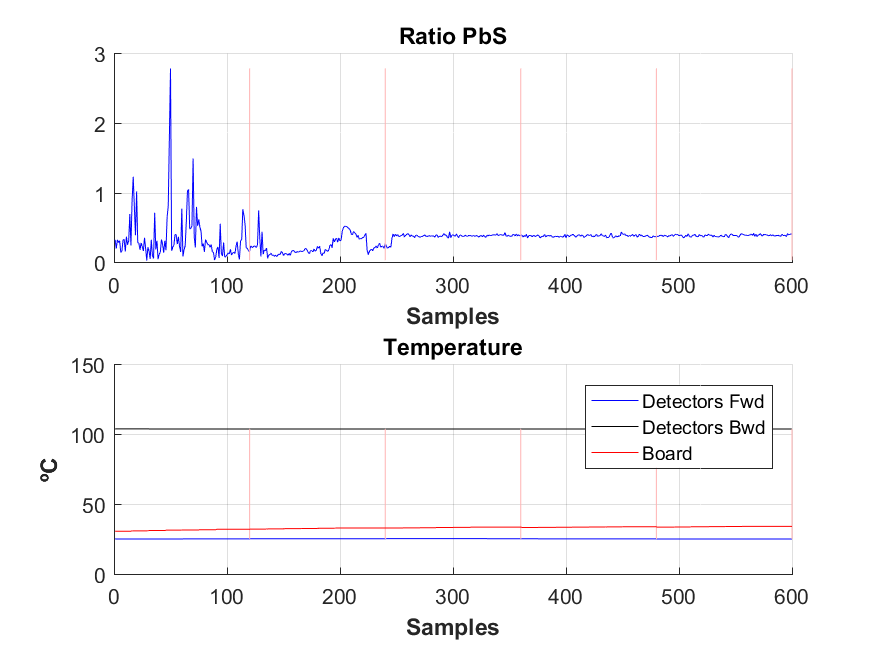 Ratio PbS
3
2
1
0
0 100 200 300 400 500 600
Samples
Temperature
150
100
50
0
ºC
Detectors Fwd
Detectors Bwd
Board
0 100 200 300 400 500 600
Samples